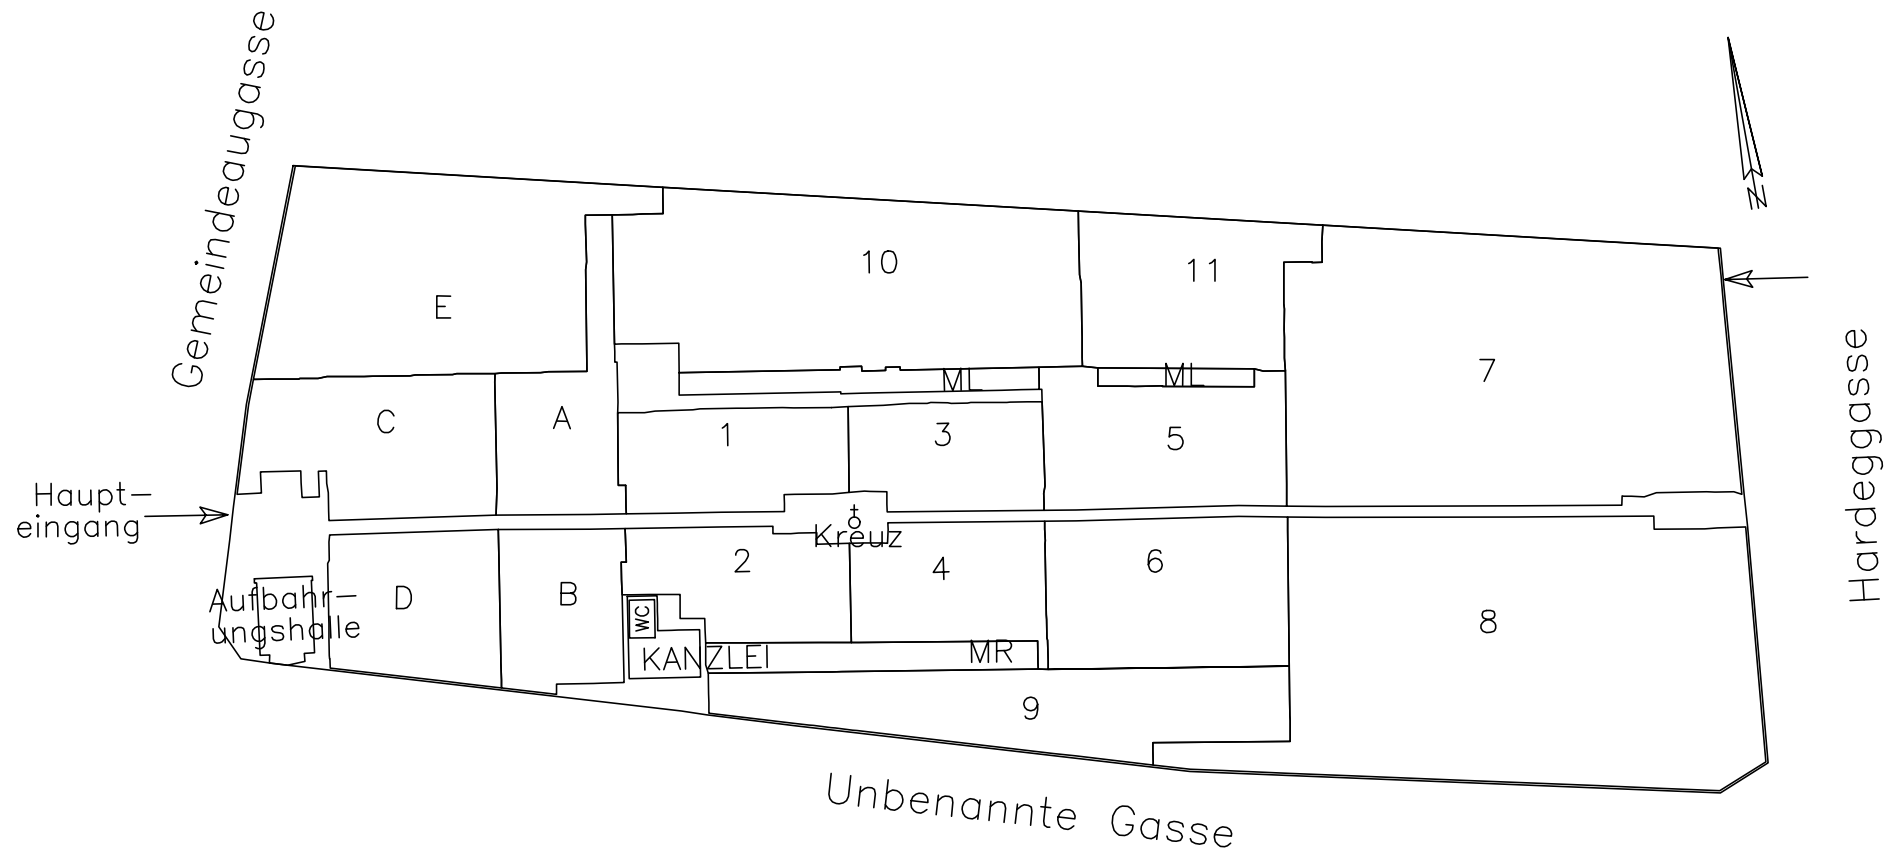 Gemeindeaugasse
N
10
11
E
7
ML
ML
C
A
1
3
5
Hardeggasse
Haupt-
eingang
Kreuz
2
4
6
D
B
Aufbahr-
ungshalle
WC
8
KANZLEI
MR
9
Unbenannte Gasse